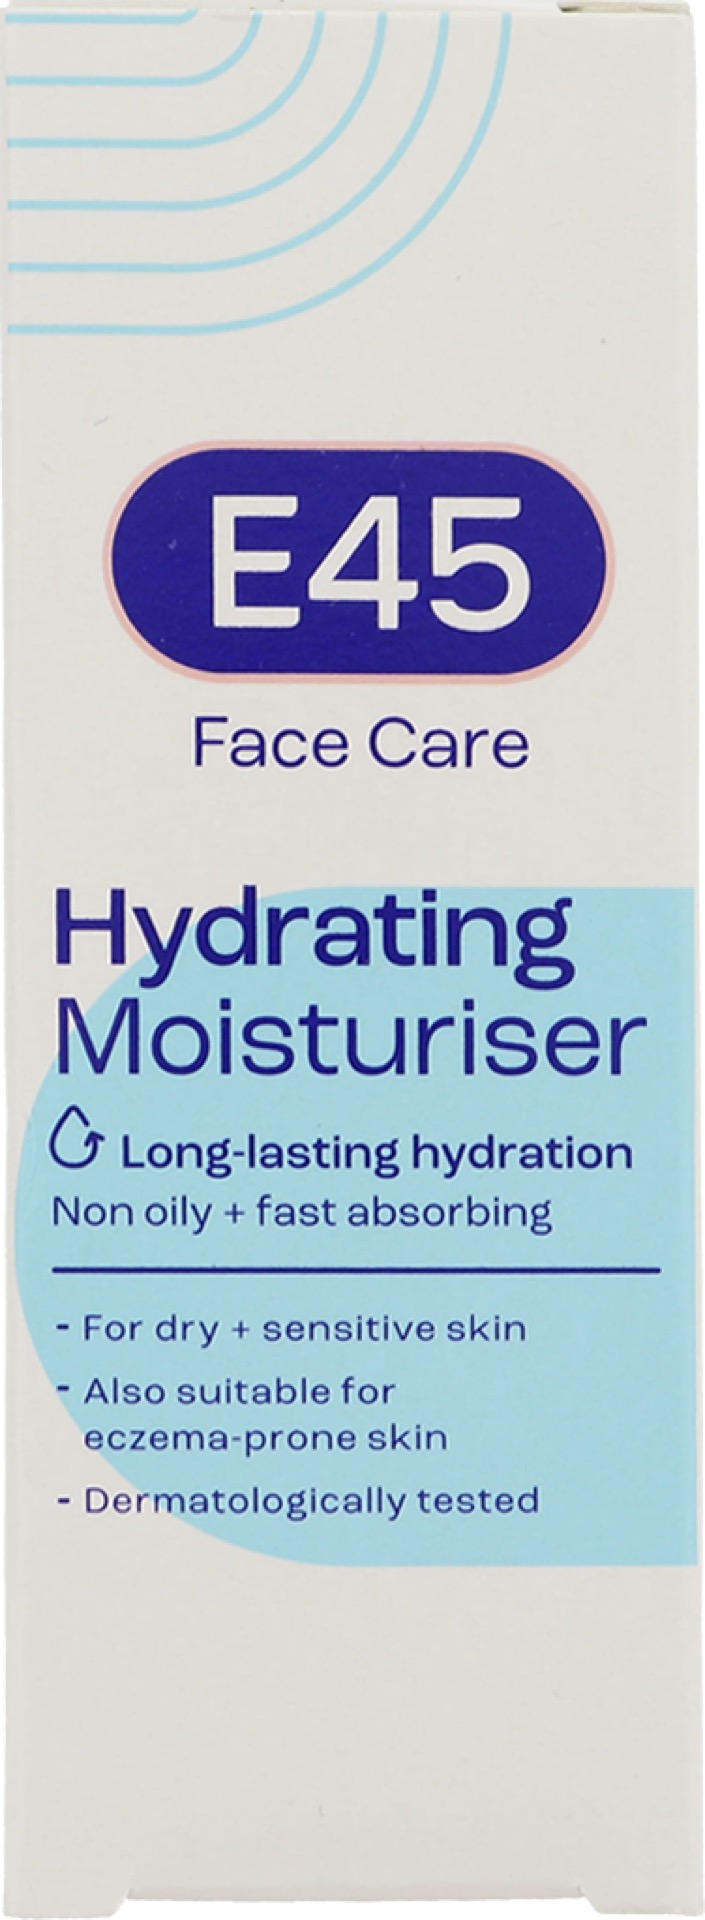 E45
Face Care
Hydrating
Moisturiser
Long-lasting hydration
Non oily + fast absorbing
- For dry + sensitive skin
- Also suitable for
eczema-prone skin
- Dermatologically tested